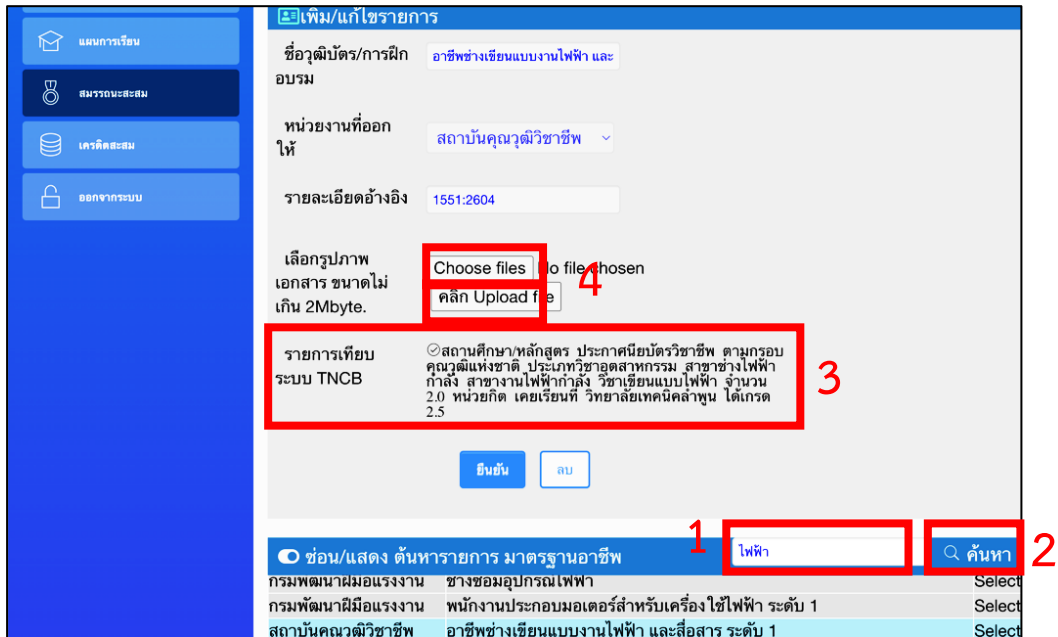 แผนการเรียน
สมรรถนะสะสม
เครดิตสะสม
ออกจากระบบ
เพิ่ม/แก้ไขรายการ
ชื่อวุฒิบัตร/การฝึก
อบรม
อาชีพช่างเขียนแบบงานไฟฟ้า และ
หน่วยงานที่ออก
ให้
สถาบันคุณวุฒิวิชาชีพ
รายละเอียดอ้างอิง
1551:2604
เลือกรูปภาพ
เอกสาร ขนาดไม่
เกิน 2Mbyte.
Choose files No file chosen
คลิก Upload file
4
รายการเทียบ
ระบบ TNCB
สถานศึกษา/หลักสูตร ประกาศนียบัตรวิชาชีพ ตามกรอบ
คุณวุฒิแห่งชาติ ประเภทวิชาอุตสาหกรรม สาขาช่างไฟฟ้า
กำลัง สาขางานไฟฟ้ากำลัง วิชาเขียนแบบไฟฟ้า จำนวน
2.0 หน่วยกิต เคยเรียนที่ วิทยาลัยเทคนิคลำพูน ได้เกรด
2.5
3
ยืนยัน
ลบ
ซ่อน/แสดง ค้นหารายการ มาตรฐานอาชีพ
1
ไฟฟ้า
ค้นหา
2
กรมพัฒนาฝีมือแรงงาน ช่างซ่อมอุปกรณ์ไฟฟ้า Select
กรมพัฒนาฝีมือแรงงาน พนักงานประกอบมอเตอร์สำหรับเครื่องใช้ไฟฟ้า ระดับ 1 Select
สถาบันคุณวุฒิวิชาชีพ อาชีพช่างเขียนแบบงานไฟฟ้า และสื่อสาร ระดับ 1 Select